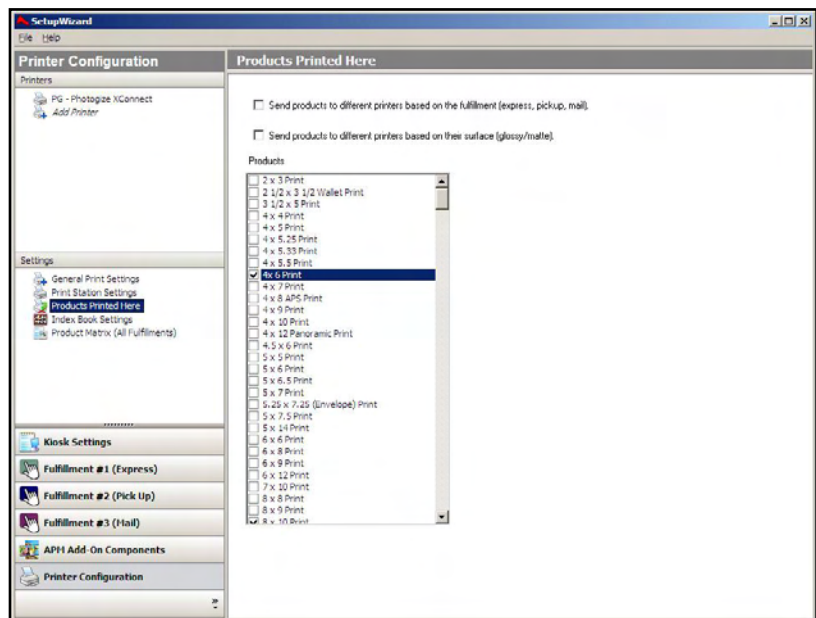 SetupWizard
File Help
Printer Configuration
Printers
PG - Photogize XConnect
Add Printer
Settings
General Print Settings
Print Station Settings
Products Printed Here
Index Book Settings
Product Matrix (All Fulfillments)
Kiosk Settings
Fulfillment #1 (Express)
Fulfillment #2 (Pick Up)
Fulfillment #3 (Mail)
APM Add-On Components
Printer Configuration
Products Printed Here
Send products to different printers based on the fulfillment (express, pickup, mail).
Send products to different printers based on their surface (glossy/matte).
Products
2 x 3 Print
2 1/2 x 3 1/2 Wallet Print
3 1/2 x 5 Print
4 x 4 Print
4 x 5 Print
4 x 5.25 Print
4 x 5.33 Print
4 x 5.5 Print
4x 6 Print
4 x 7 Print
4 x 8 APS Print
4 x 9 Print
4 x 10 Print
4 x 12 Panoramic Print
4.5 x 6 Print
5 x 5 Print
5 x 6 Print
5 x 6.5 Print
5 x 7 Print
5.25 x 7.25 (Envelope) Print
5 x 7.5 Print
5 x 14 Print
6 x 6 Print
6 x 8 Print
6 x 9 Print
6 x 12 Print
7 x 10 Print
8 x 8 Print
8 x 9 Print
8 x 10 Print